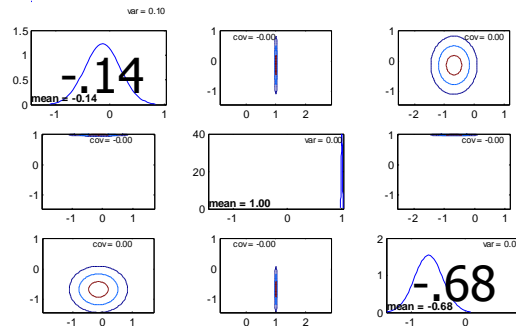 var = 0.10
1.5
1
0.5
0
-.14
mean = -0.14
-1 0 1
cov= -0.00
1
0
-1
0 1 2
cov= 0.00
1
0
-1
-2 -1 0 1
cov= -0.00
1
0
-1
-1 0 1
var = 0.00
40
20
0
mean = 1.00
-1 0 1
cov= -0.00
1
0
-1
-2 -1 0 1
cov= 0.00
1
0
-1
-1 0 1
cov= -0.00
1
0
-1
0 1 2
var = 0.0
2
1
0
-.68
mean = -0.68
-1 0